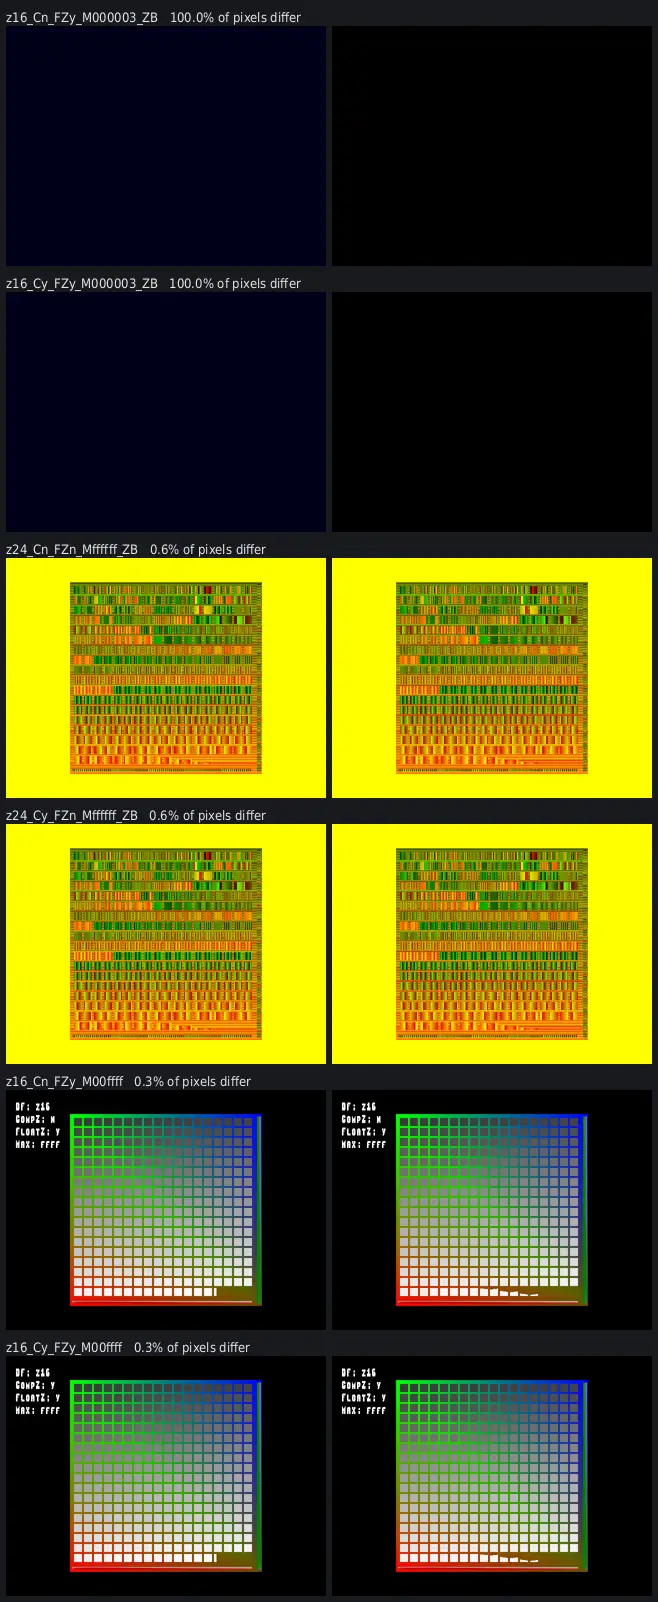 z16_Cn_FZy_M000003_ZB 100.0% of pixels differ
z16_Cy_FZy_M000003_ZB 100.0% of pixels differ
z24_Cn_FZn_Mffffff_ZB 0.6% of pixels differ
z24_Cy_FZn_Mffffff_ZB 0.6% of pixels differ
z16_Cn_FZy_M00ffff 0.3% of pixels differ
DF: z16
CompZ: N
FloatZ: Y
Max: FFFF
DF: z16
CompZ: N
FloatZ: Y
Max: FFFF
z16_Cy_FZy_M00ffff 0.3% of pixels differ
DF: z16
CompZ: Y
FloatZ: Y
Max: FFFF
DF: z16
CompZ: Y
FloatZ: Y
Max: FFFF